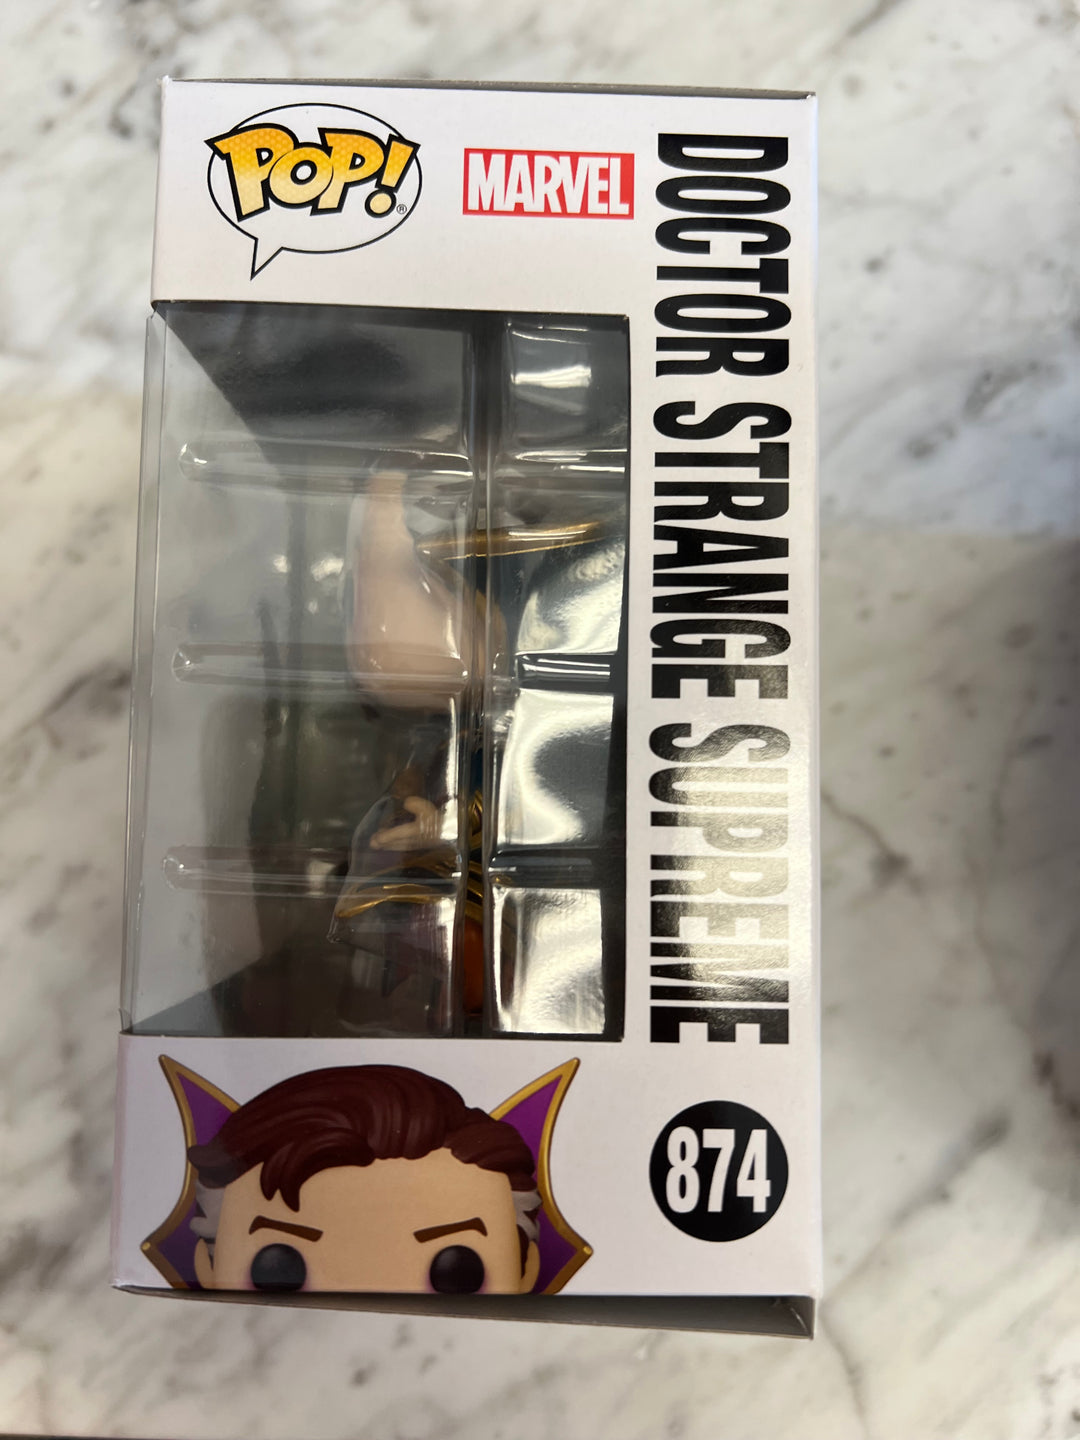 POP!®
MARVEL
DOCTOR STRANGE SUPREME
874